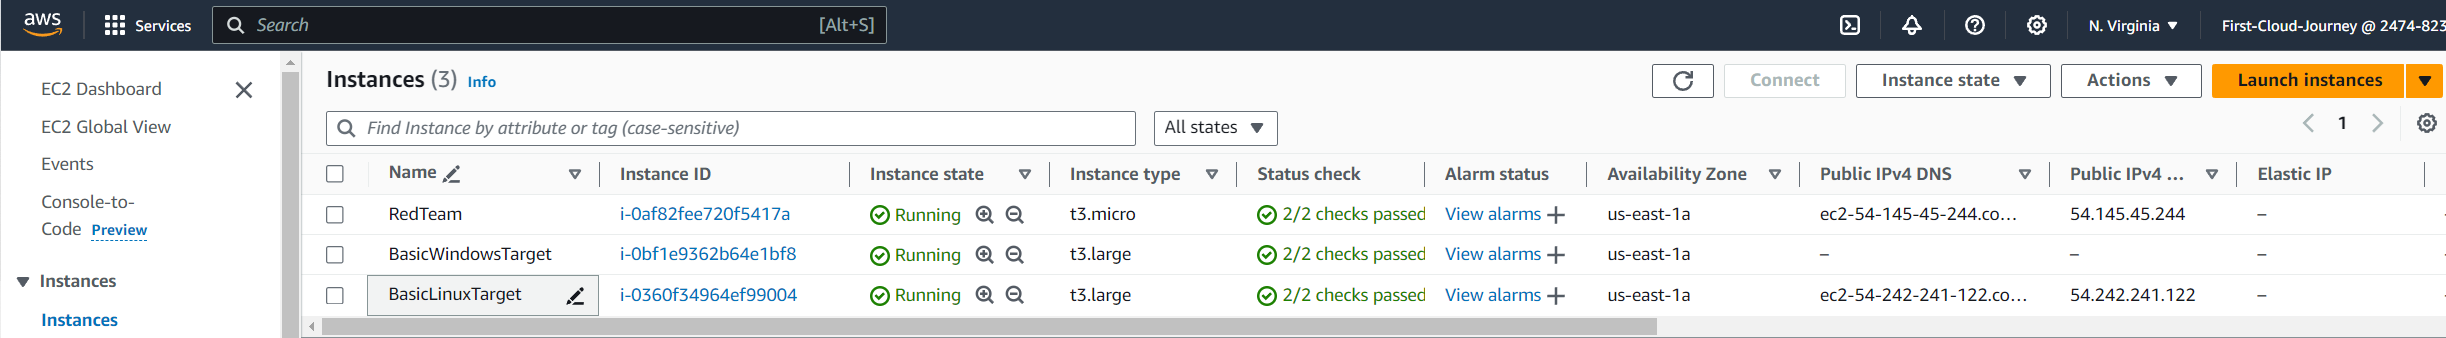 aws
Services
Search
[Alt+S]
N. Virginia
First-Cloud-Journey @ 2474-823
EC2 Dashboard
EC2 Global View
Events
Console-to-
Code Preview
Instances
Instances
Instances (3) Info
Connect
Instance state
Actions
Launch instances
Find Instance by attribute or tag (case-sensitive)
All states
1
Name Instance ID Instance state Instance type Status check Alarm status Availability Zone Public IPv4 DNS Public IPv4 ... Elastic IP
RedTeam i-0af82fee720f5417a Running t3.micro 2/2 checks passed View alarms + us-east-1a ec2-54-145-45-244.co... 54.145.45.244 –
BasicWindowsTarget i-0bf1e9362b64e1bf8 Running t3.large 2/2 checks passed View alarms + us-east-1a – – –
BasicLinuxTarget i-0360f34964ef99004 Running t3.large 2/2 checks passed View alarms + us-east-1a ec2-54-242-241-122.co... 54.242.241.122 –